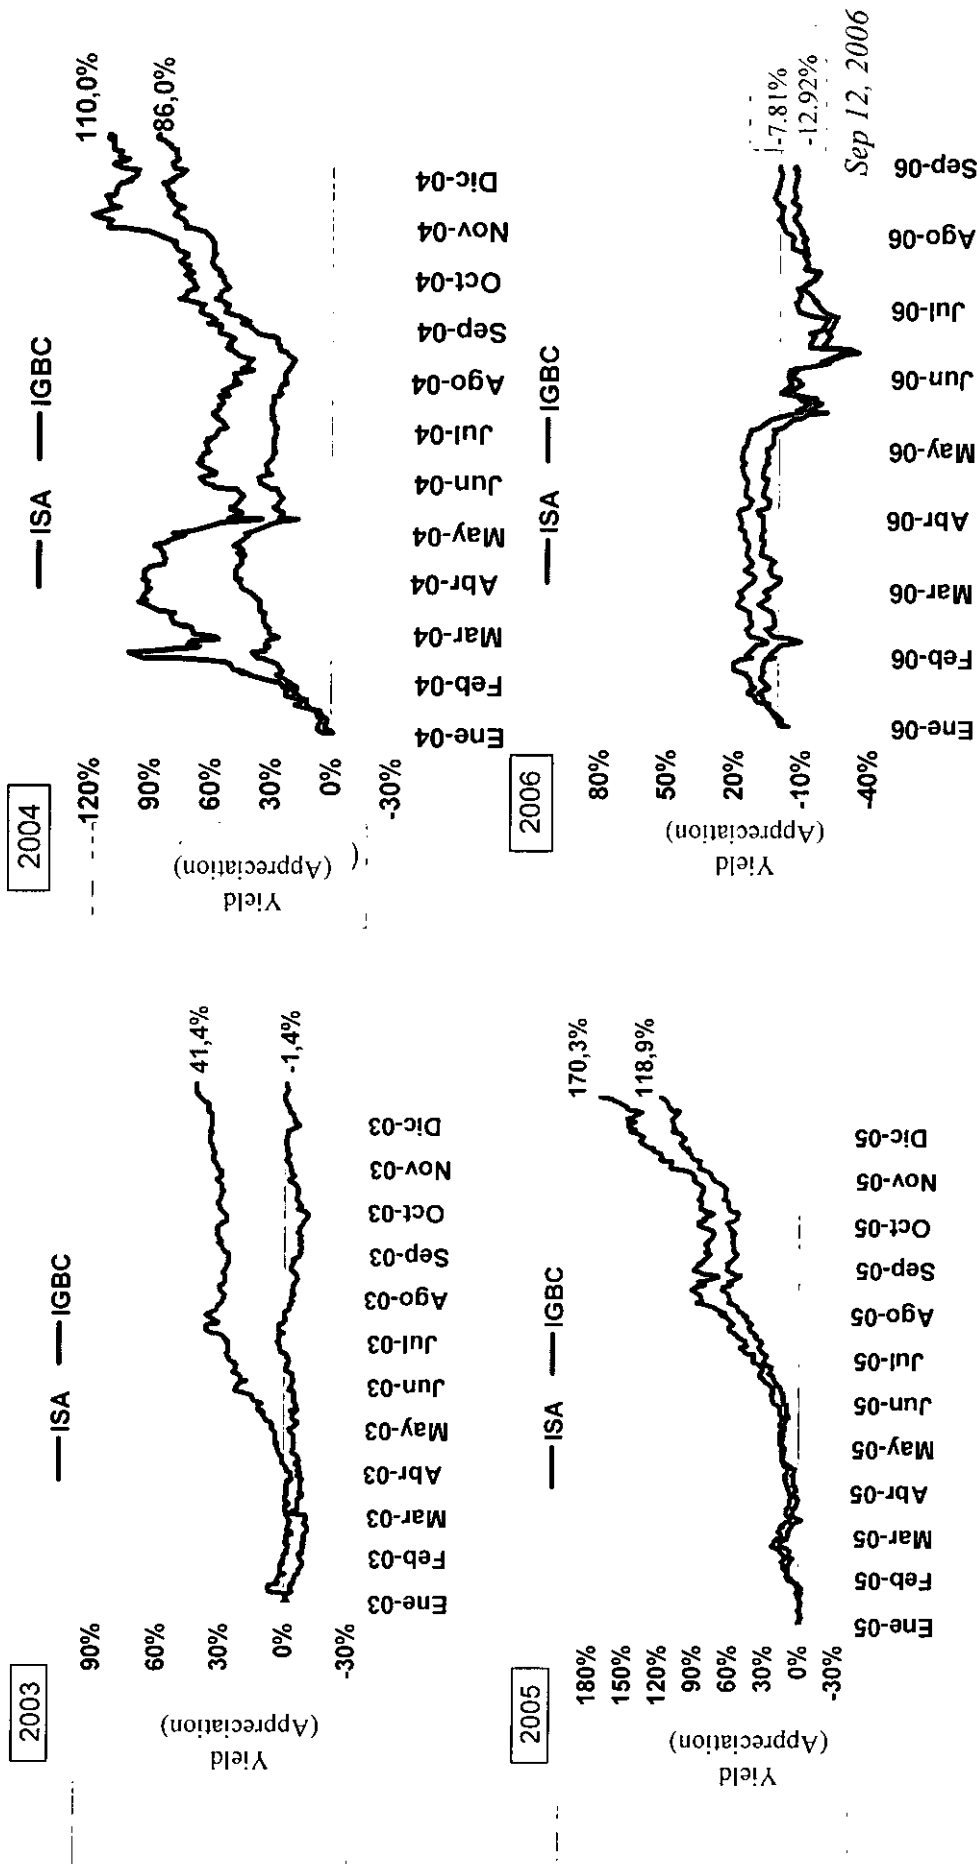 2003
ISA IGBC
90%
60%
30%
0%
-30%
Yield
(Appreciation)
41,4%
-1,4%
Ene-03 Feb-03 Mar-03 Abr-03 May-03 Jun-03 Jul-03 Ago-03 Sep-03 Oct-03 Nov-03 Dic-03
2004
ISA IGBC
120%
90%
60%
30%
0%
-30%
Yield
(Appreciation)
110,0%
86,0%
Ene-04 Feb-04 Mar-04 Abr-04 May-04 Jun-04 Jul-04 Ago-04 Sep-04 Oct-04 Nov-04 Dic-04
2005
ISA IGBC
180%
150%
120%
90%
60%
30%
0%
-30%
Yield
(Appreciation)
170,3%
118,9%
Ene-05 Feb-05 Mar-05 Abr-05 May-05 Jun-05 Jul-05 Ago-05 Sep-05 Oct-05 Nov-05 Dic-05
2006
ISA IGBC
80%
50%
20%
-10%
-40%
Yield
(Appreciation)
-7.81%
-12.92%
Sep 12, 2006
Ene-06 Feb-06 Mar-06 Abr-06 May-06 Jun-06 Jul-06 Ago-06 Sep-06